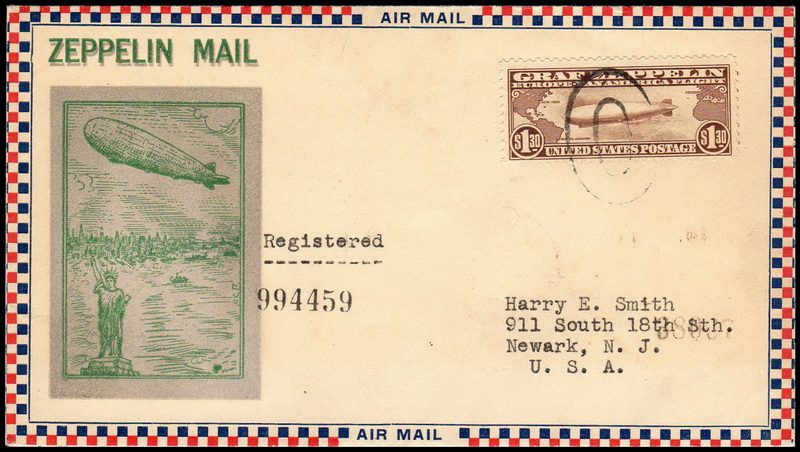 AIR MAIL
ZEPPELIN MAIL
GRAF ZEPPELIN
EUROPE PAN AMERICA FLIGHT
$1.30 $1.30
UNITED STATES POSTAGE
Registered
994459
Harry E. Smith
911 South 18th Sth.
Newark, N. J.
U. S. A.
AIR MAIL